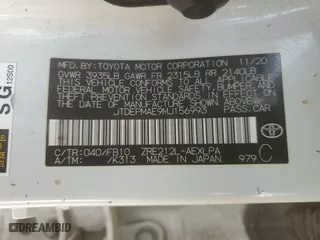 MFD. BY: TOYOTA MOTOR CORPORATION 11/20
GVWR 3935LB GAWR FR 2315LB RR 2140LB
THIS VEHICLE CONFORMS TO ALL APPLICABLE
FEDERAL MOTOR VEHICLE SAFETY, BUMPER, AND
THEFT PREVENTION STANDARDS IN EFFECT ON
THE DATE OF MANUFACTURE SHOWN ABOVE.
JTDEPMAE9MJ156993 PASS. CAR
C/TR:040/FB10 ZRE212L-AEXLPA
A/TM: /K313 MADE IN JAPAN 979 C
SG
12S00